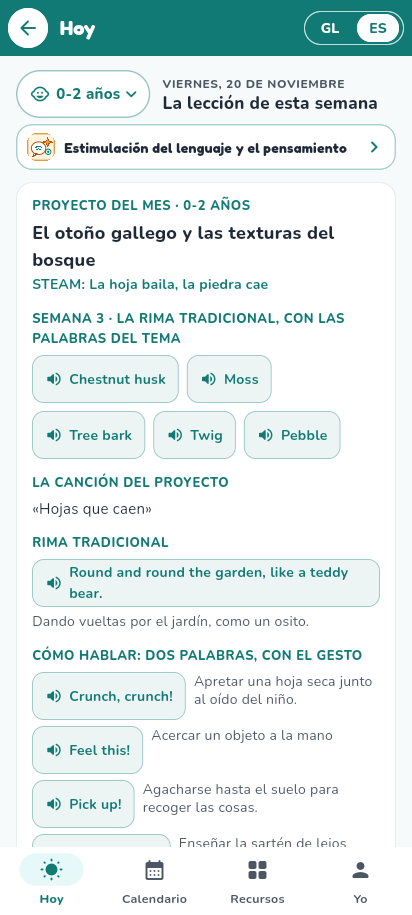 Hoy
GL
ES
0-2 años
VIERNES, 20 DE NOVIEMBRE
La lección de esta semana
Estimulación del lenguaje y el pensamiento
PROYECTO DEL MES · 0-2 AÑOS
El otoño gallego y las texturas del
bosque
STEAM: La hoja baila, la piedra cae
SEMANA 3 · LA RIMA TRADICIONAL, CON LAS
PALABRAS DEL TEMA
Chestnut husk
Moss
Tree bark
Twig
Pebble
LA CANCIÓN DEL PROYECTO
«Hojas que caen»
RIMA TRADICIONAL
Round and round the garden, like a teddy
bear.
Dando vueltas por el jardín, como un osito.
CÓMO HABLAR: DOS PALABRAS, CON EL GESTO
Crunch, crunch!
Apretar una hoja seca junto
al oído del niño.
Feel this!
Acercar un objeto a la mano
Pick up!
Agacharse hasta el suelo para
recoger las cosas.
Enseñar la sartén de lejos
Hoy
Calendario
Recursos
Yo